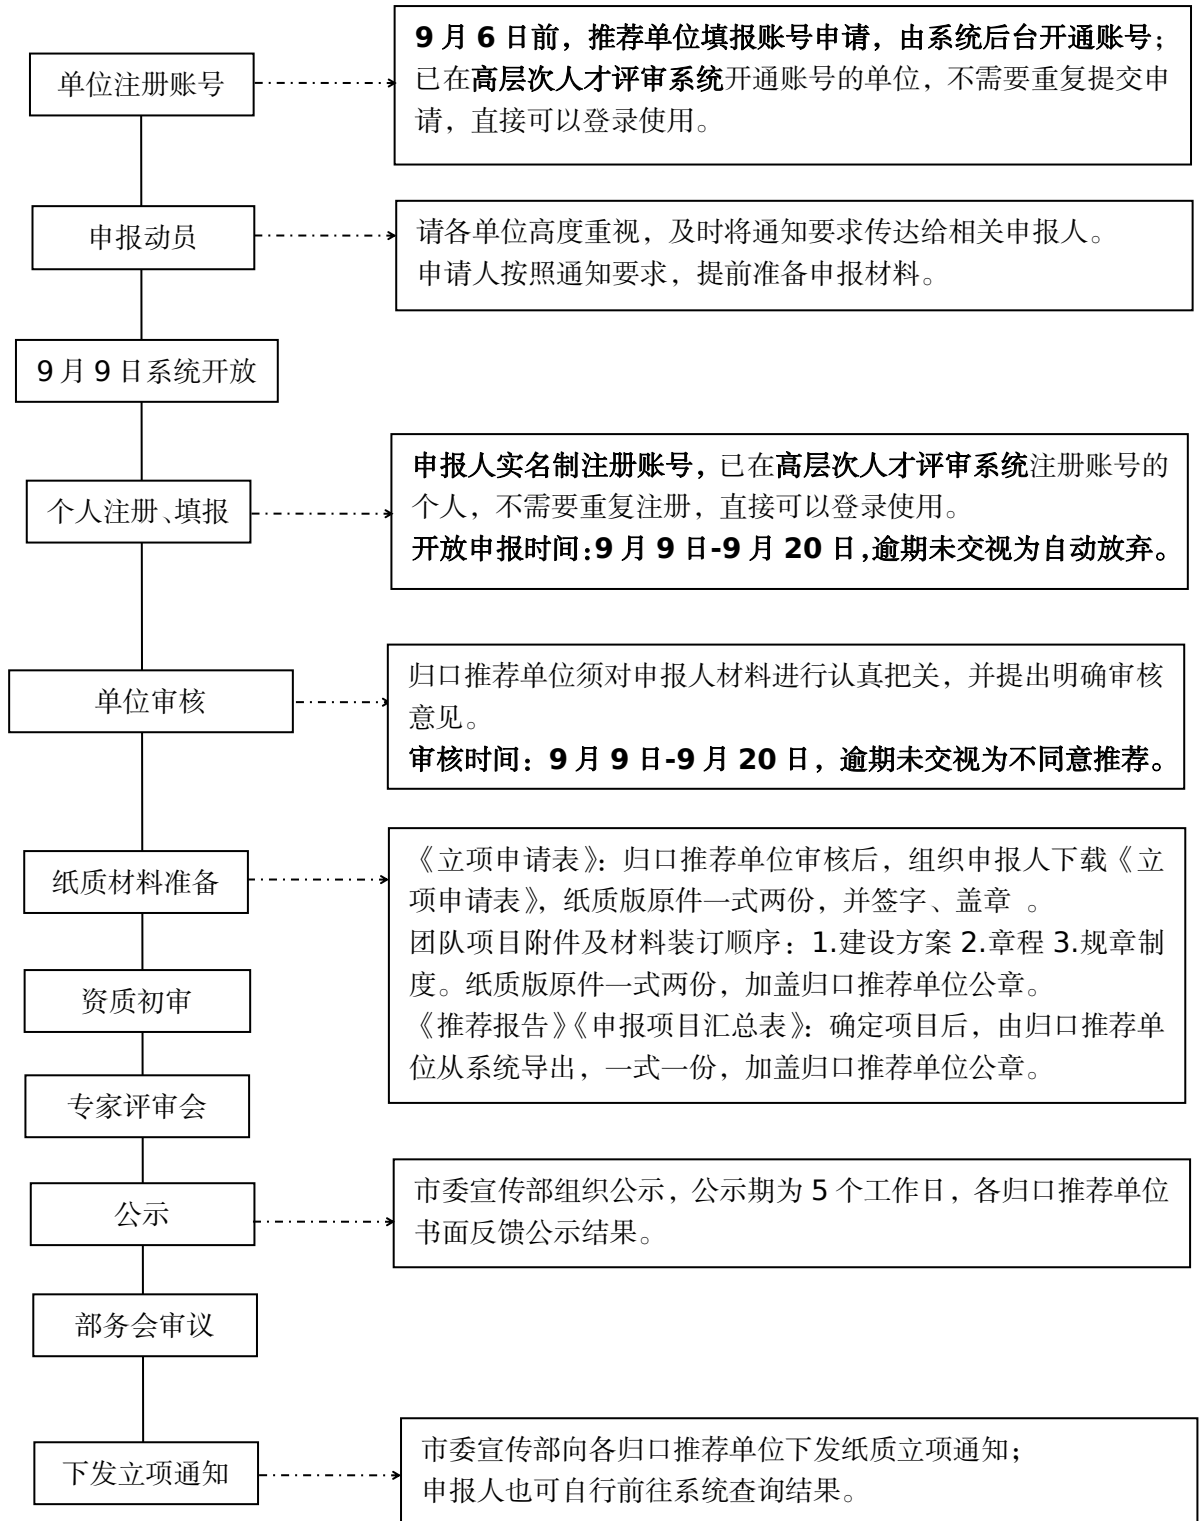 单位注册账号
9 月 6 日前，推荐单位填报账号申请，由系统后台开通账号；
已在高层次人才评审系统开通账号的单位，不需要重复提交申
请，直接可以登录使用。
申报动员
请各单位高度重视，及时将通知要求传达给相关申报人。
申请人按照通知要求，提前准备申报材料。
9 月 9 日系统开放
个人注册、填报
申报人实名制注册账号，已在高层次人才评审系统注册账号的
个人，不需要重复注册，直接可以登录使用。
开放申报时间：9 月 9 日-9 月 20 日，逾期未交视为自动放弃。
单位审核
归口推荐单位须对申报人材料进行认真把关，并提出明确审核
意见。
审核时间：9 月 9 日-9 月 20 日，逾期未交视为不同意推荐。
纸质材料准备
《立项申请表》：归口推荐单位审核后，组织申报人下载《立
项申请表》，纸质版原件一式两份，并签字、盖章 。
团队项目附件及材料装订顺序：1.建设方案 2.章程 3.规章制
度。纸质版原件一式两份，加盖归口推荐单位公章。
《推荐报告》《申报项目汇总表》：确定项目后，由归口推荐单
位从系统导出，一式一份，加盖归口推荐单位公章。
资质初审
专家评审会
公示
市委宣传部组织公示，公示期为 5 个工作日，各归口推荐单位
书面反馈公示结果。
部务会审议
下发立项通知
市委宣传部向各归口推荐单位下发纸质立项通知；
申报人也可自行前往系统查询结果。